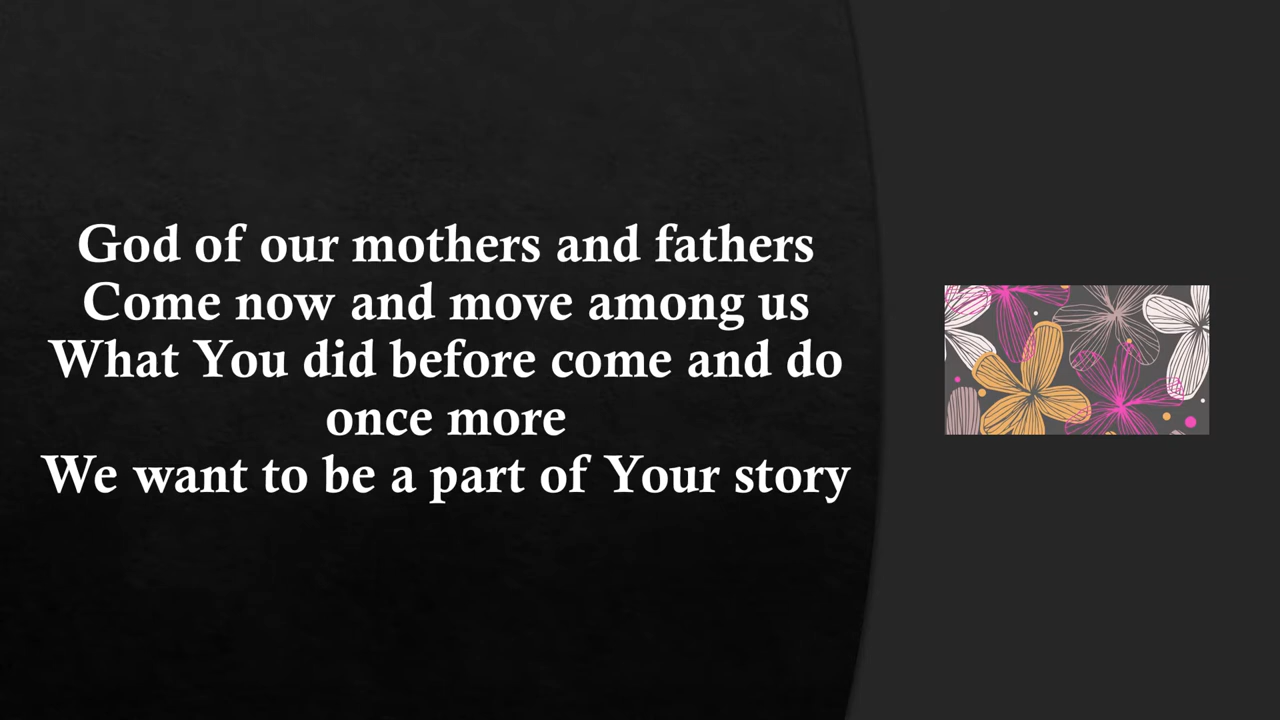 God of our mothers and fathers
Come now and move among us
What You did before come and do
once more
We want to be a part of Your story